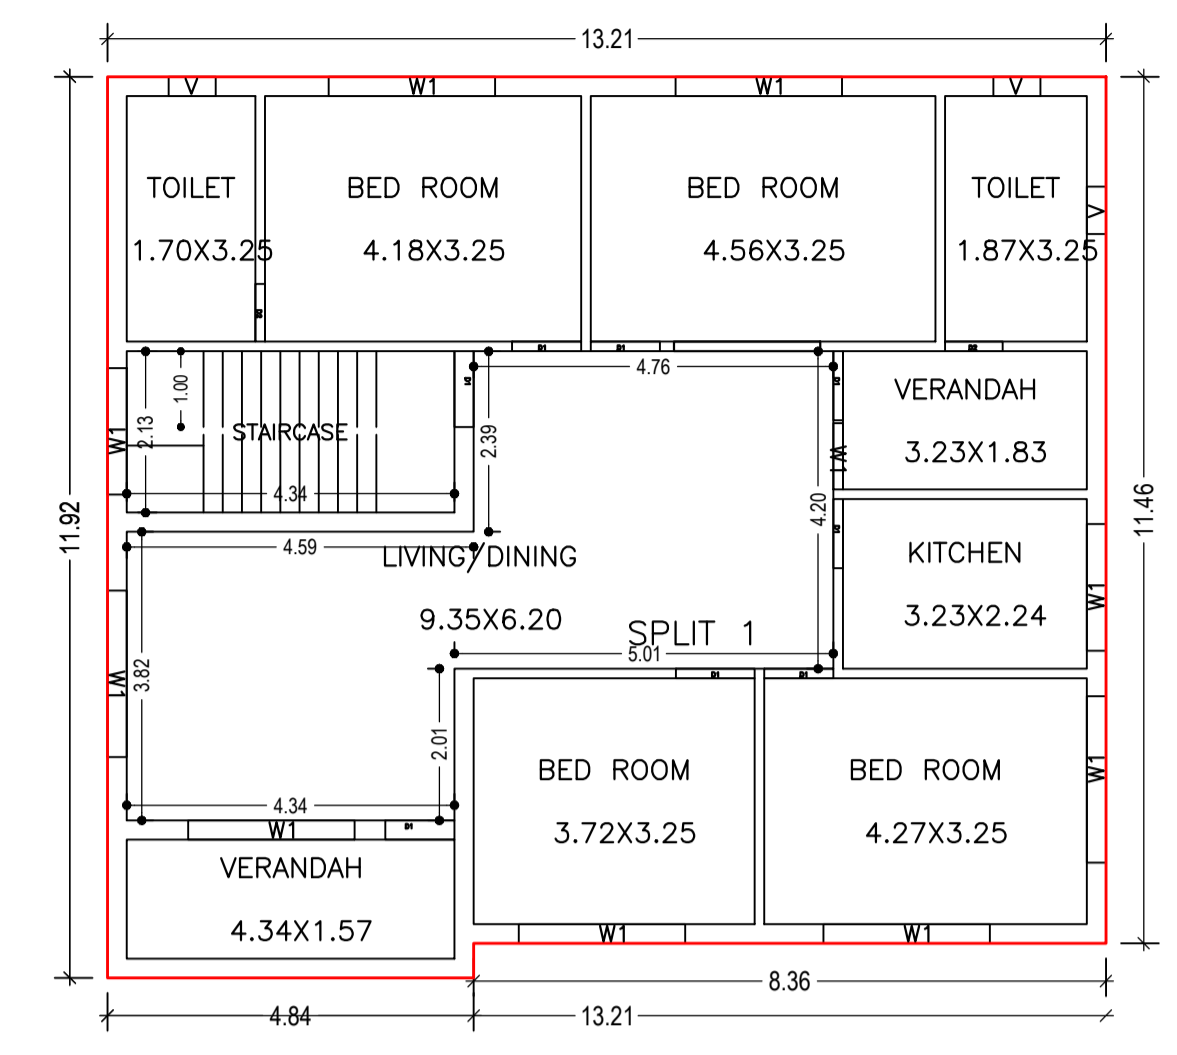 13.21
V
W1
W1
V
TOILET
BED ROOM
BED ROOM
TOILET
1.70X3.25
4.18X3.25
4.56X3.25
1.87X3.25
V
D2
D1
D1
D2
4.76
1.00
2.13
W1
STAIRCASE
4.34
D1
2.39
D1
W1
4.20
VERANDAH
3.23X1.83
11.92
11.46
4.59
LIVING/DINING
9.35X6.20
SPLIT 1
5.01
D1
KITCHEN
3.23X2.24
W1
W1
3.82
2.01
D1
D1
BED ROOM
3.72X3.25
BED ROOM
4.27X3.25
W1
4.34
W1
D1
VERANDAH
4.34X1.57
W1
W1
8.36
4.84
13.21